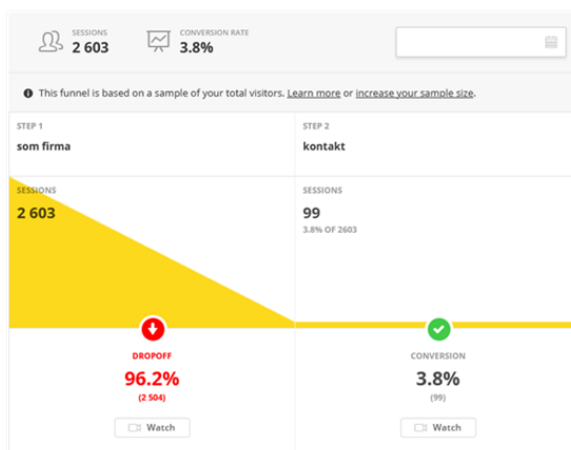 SESSIONS
2 603
CONVERSION RATE
3.8%
This funnel is based on a sample of your total visitors. Learn more or increase your sample size.
STEP 1
som firma
STEP 2
kontakt
SESSIONS
2 603
SESSIONS
99
3.8% OF 2603
DROPOFF
96.2%
(2 504)
Watch
CONVERSION
3.8%
(99)
Watch